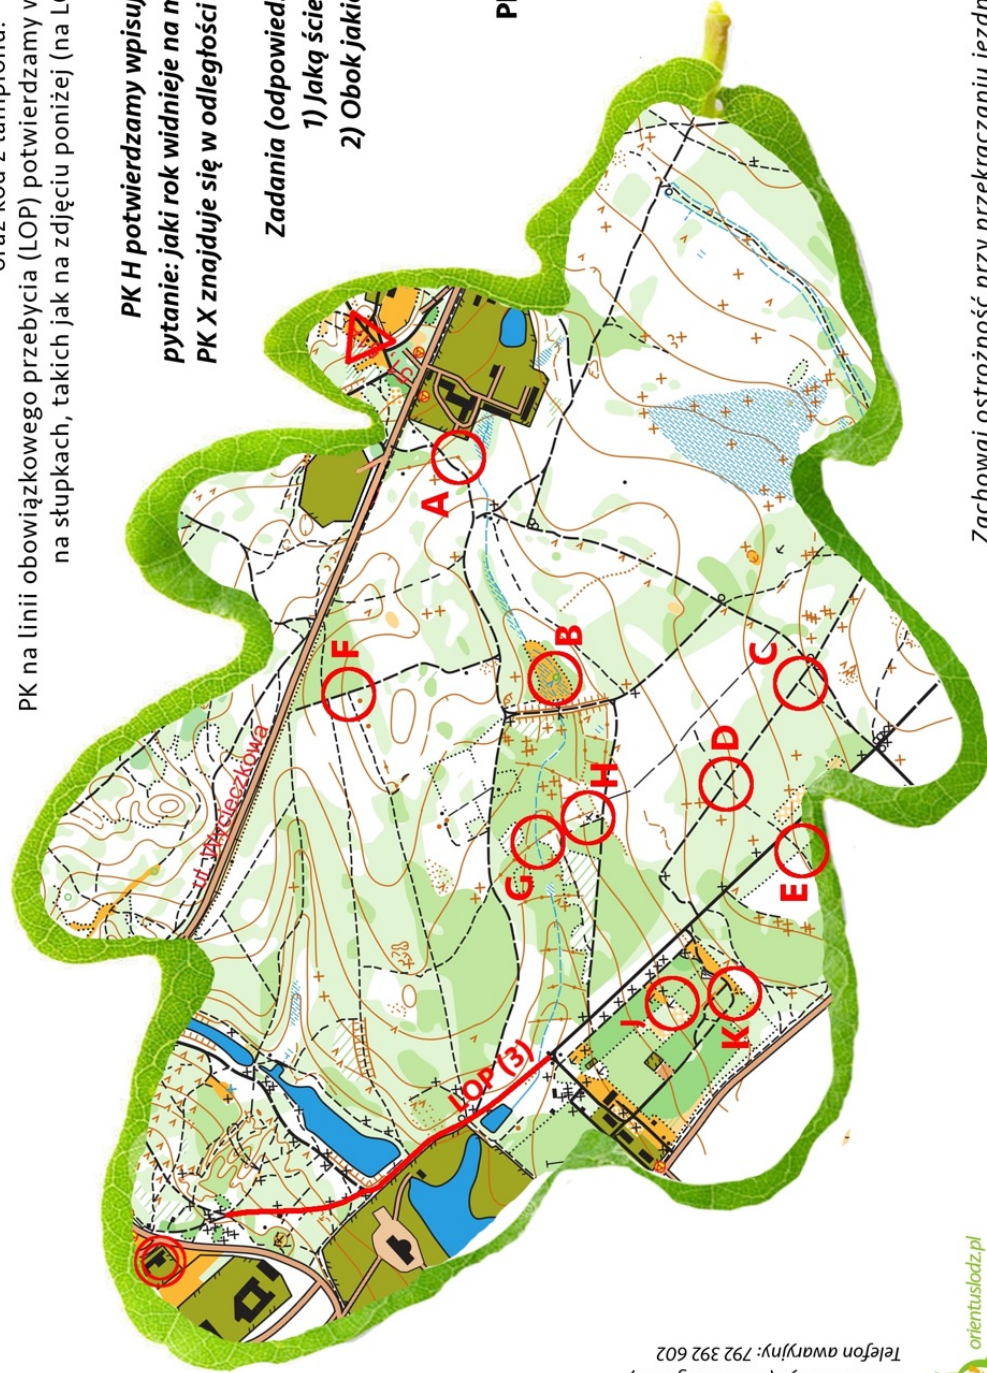 oraz kod z lampionu.
PK na linii obowiązkowego przebycia (LOP) potwierdzamy w
na słupkach, takich jak na zdjęciu poniżej (na LO
PK H potwierdzamy wpisuj
pytanie: jaki rok widnieje na
PK X znajduje się w odległości
Zadania (odpowied
1) Jaką ście
2) Obok jakie
ul. Wycieczkowa
A
B
C
D
E
F
G
H
J
K
LOP (3)
Zachowaj ostrożność przy przekraczaniu jezdn
Telefon awaryjny: 792 392 602
orientuslodz.pl